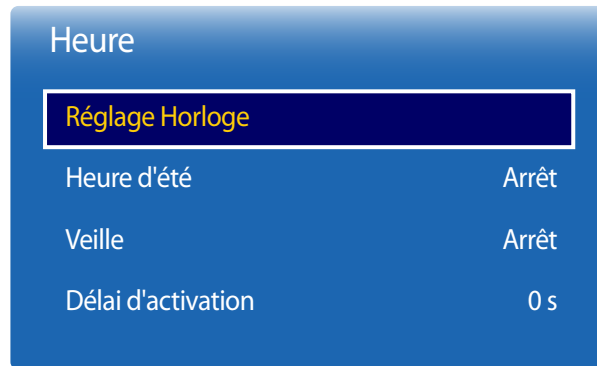 Heure
Réglage Horloge
Heure d'été Arrêt
Veille Arrêt
Délai d'activation 0 s